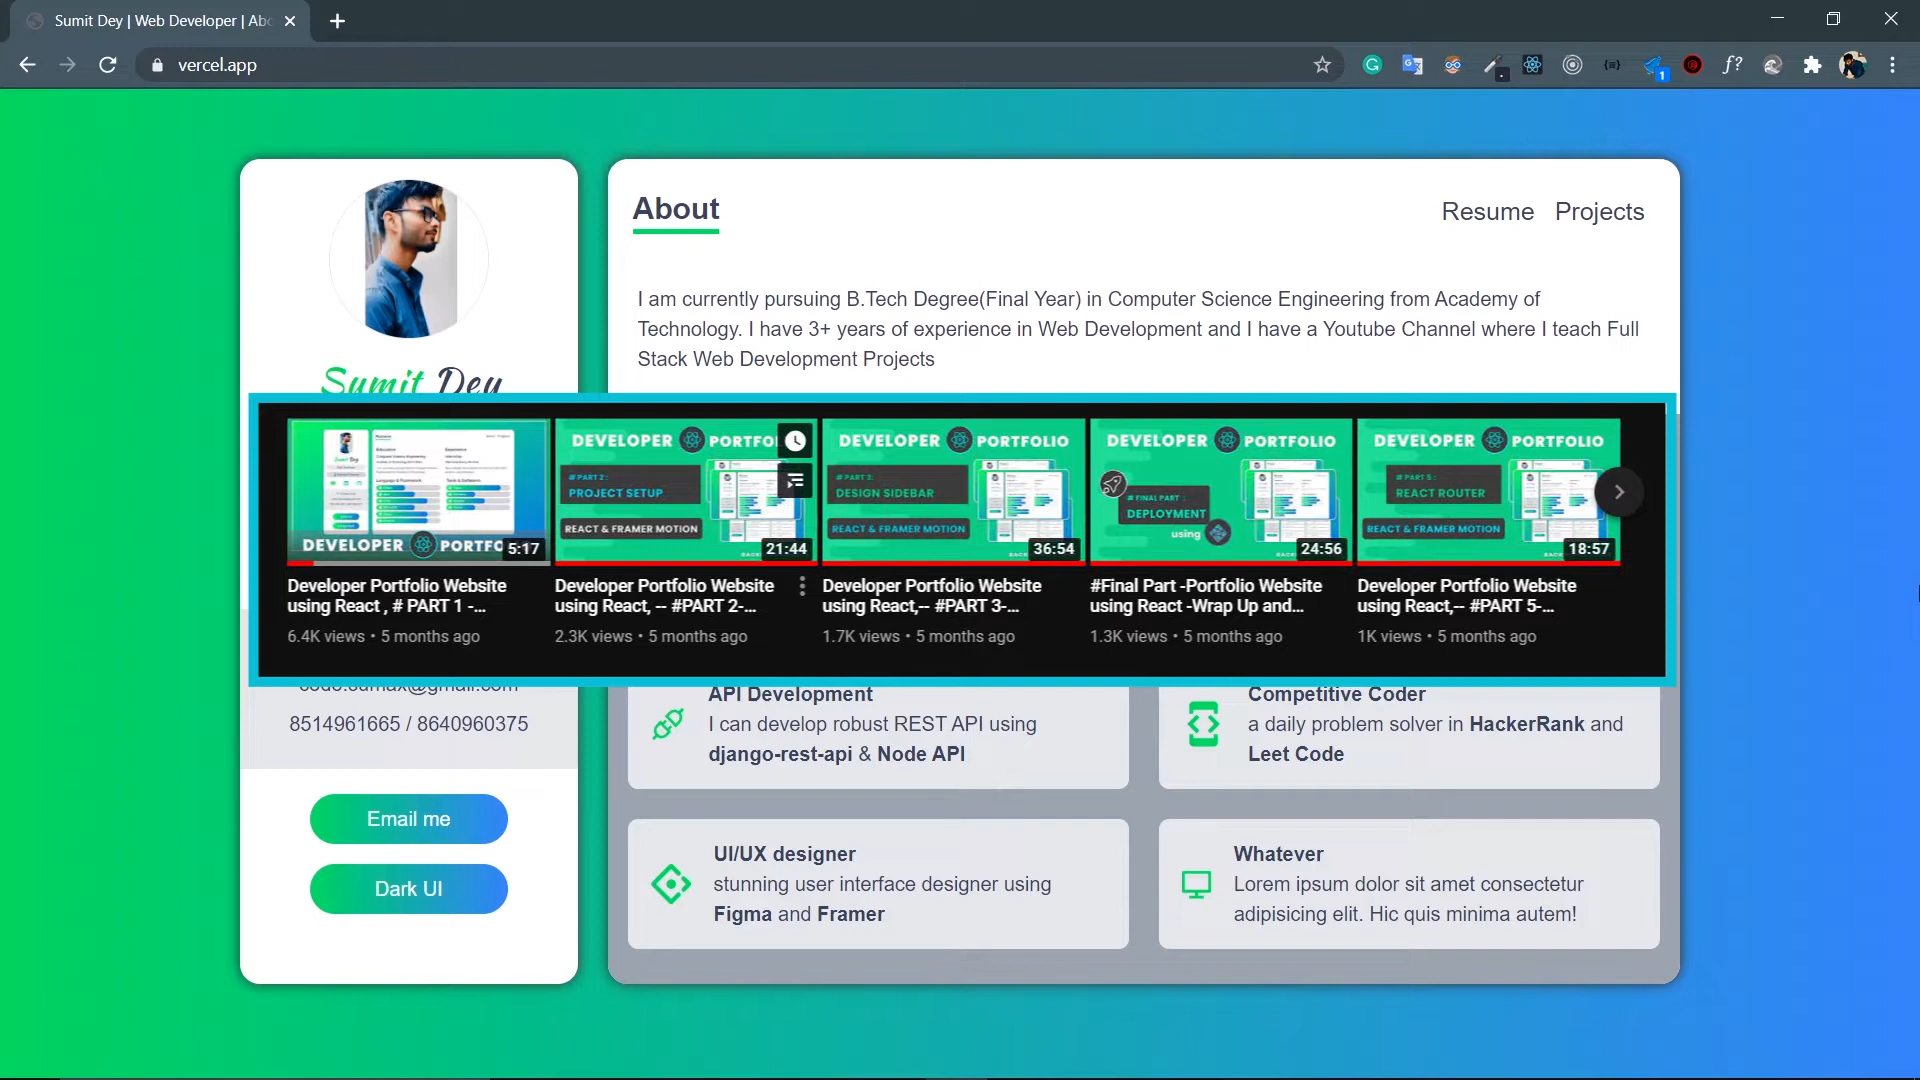 Sumit Dey | Web Developer | Abo
vercel.app
1
f?
About
Resume
Projects
I am currently pursuing B.Tech Degree(Final Year) in Computer Science Engineering from Academy of
Technology. I have 3+ years of experience in Web Development and I have a Youtube Channel where I teach Full
Stack Web Development Projects
Sumit Dey
DEVELOPER PORTFO
5:17
Developer Portfolio Website
using React , # PART 1 -...
6.4K views • 5 months ago
DEVELOPER PORTFOL
# PART 2 :
PROJECT SETUP
REACT & FRAMER MOTION
21:44
Developer Portfolio Website
using React, -- #PART 2-...
2.3K views • 5 months ago
DEVELOPER PORTFOLIO
# PART 3:
DESIGN SIDEBAR
REACT & FRAMER MOTION
36:54
Developer Portfolio Website
using React,-- #PART 3-...
1.7K views • 5 months ago
DEVELOPER PORTFOLIO
# FINAL PART :
DEPLOYMENT
using
24:56
#Final Part -Portfolio Website
using React -Wrap Up and...
1.3K views • 5 months ago
DEVELOPER PORTFOLIO
# PART 5 :
REACT ROUTER
REACT & FRAMER MOTION
18:57
Developer Portfolio Website
using React,-- #PART 5-...
1K views • 5 months ago
code.sumax@gmail.com
8514961665 / 8640960375
Email me
Dark UI
API Development
I can develop robust REST API using
django-rest-api & Node API
Competitive Coder
a daily problem solver in HackerRank and
Leet Code
UI/UX designer
stunning user interface designer using
Figma and Framer
Whatever
Lorem ipsum dolor sit amet consectetur
adipisicing elit. Hic quis minima autem!